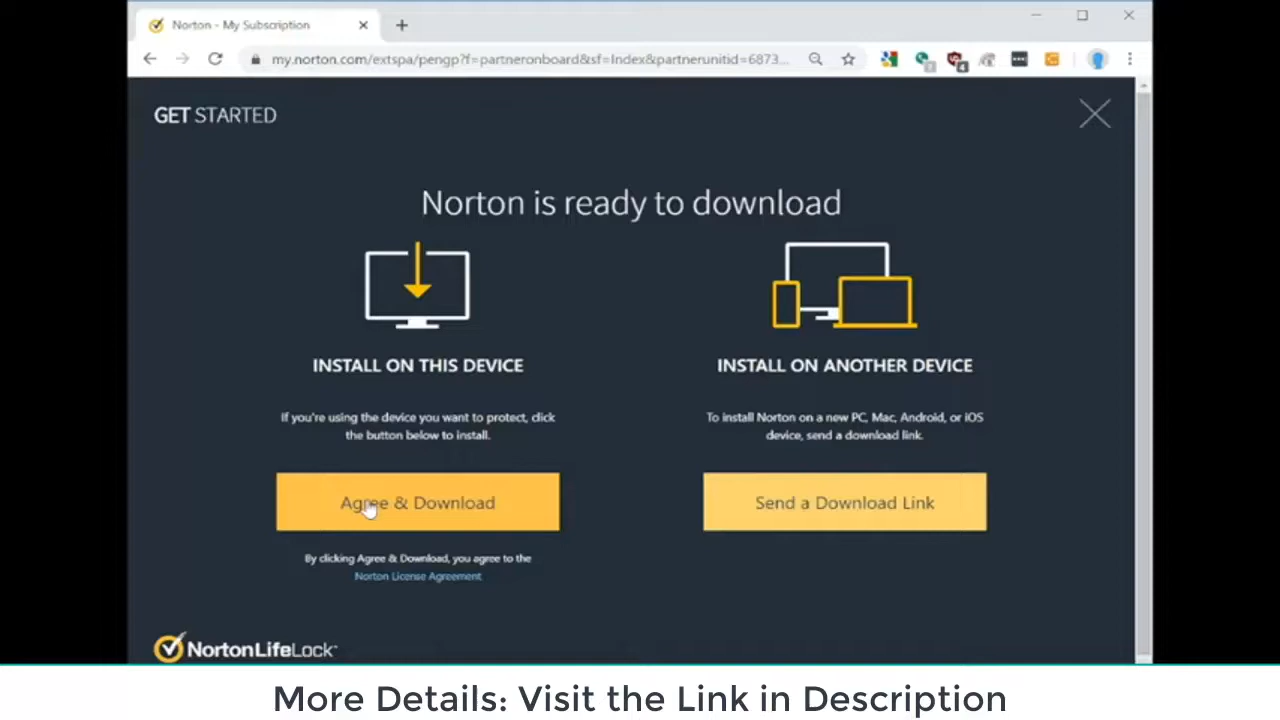 Norton - My Subscription
my.norton.com/extspa/pengp?f=partneronboard&sf=Index&partnerunitid=6873...
GET STARTED
Norton is ready to download
INSTALL ON THIS DEVICE
If you're using the device you want to protect, click
the button below to install.
Agree & Download
By clicking Agree & Download, you agree to the
Norton License Agreement
INSTALL ON ANOTHER DEVICE
To install Norton on a new PC, Mac, Android, or iOS
device, send a download link.
Send a Download Link
NortonLifeLock
More Details: Visit the Link in Description